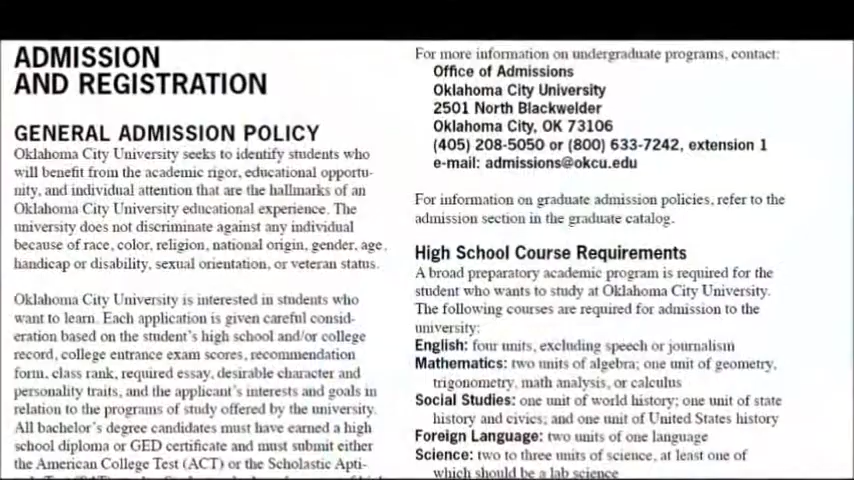 ADMISSION
AND REGISTRATION
GENERAL ADMISSION POLICY
Oklahoma City University seeks to identify students who
will benefit from the academic rigor, educational opportu-
nity, and individual attention that are the hallmarks of an
Oklahoma City University educational experience. The
university does not discriminate against any individual
because of race, color, religion, national origin, gender, age,
handicap or disability, sexual orientation, or veteran status.
Oklahoma City University is interested in students who
want to learn. Each application is given careful consid-
eration based on the student's high school and/or college
record, college entrance exam scores, recommendation
form, class rank, required essay, desirable character and
personality traits, and the applicant's interests and goals in
relation to the programs of study offered by the university.
All bachelor's degree candidates must have earned a high
school diploma or GED certificate and must submit either
the American College Test (ACT) or the Scholastic Apti-
For more information on undergraduate programs, contact:
Office of Admissions
Oklahoma City University
2501 North Blackwelder
Oklahoma City, OK 73106
(405) 208-5050 or (800) 633-7242, extension 1
e-mail: admissions@okcu.edu
For information on graduate admission policies, refer to the
admission section in the graduate catalog.
High School Course Requirements
A broad preparatory academic program is required for the
student who wants to study at Oklahoma City University.
The following courses are required for admission to the
university:
English: four units, excluding speech or journalism
Mathematics: two units of algebra; one unit of geometry,
trigonometry, math analysis, or calculus
Social Studies: one unit of world history; one unit of state
history and civics; and one unit of United States history
Foreign Language: two units of one language
Science: two to three units of science, at least one of
which should be a lab science